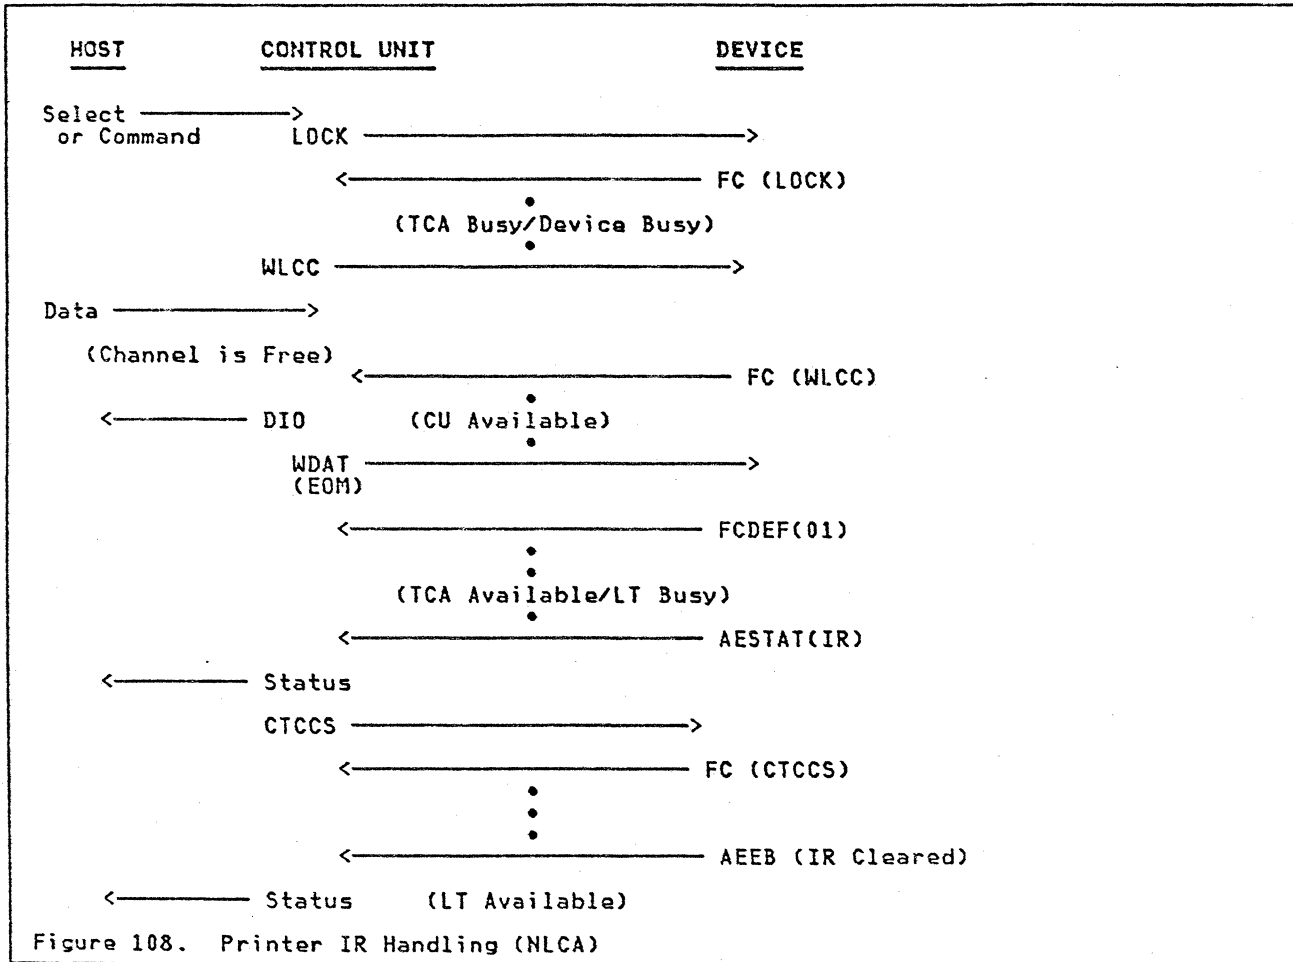 HOST CONTROL UNIT DEVICE
Select ————> 
or Command LOCK ————>
<———— FC (LOCK)
(TCA Busy/Device Busy)
WLCC ————>
Data ————>
(Channel is Free)
<———— FC (WLCC)
<———— DIO (CU Available)
WDAT ————>
(EOM)
<———— FCDEF(01)
(TCA Available/LT Busy)
<———— AESTAT(IR)
<———— Status
CTCCS ————>
<———— FC (CTCCS)
<———— AEEB (IR Cleared)
<———— Status (LT Available)
Figure 108. Printer IR Handling (NLCA)